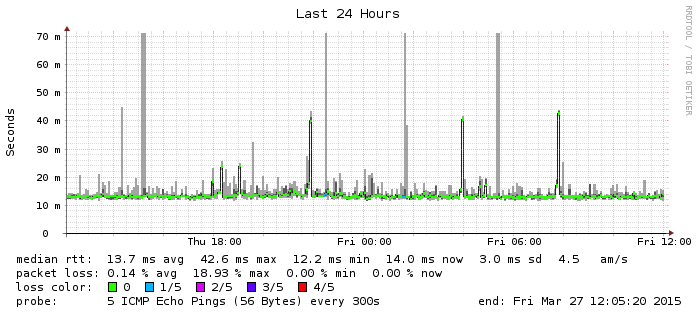 Last 24 Hours
RRDTOOL / TOBI OETIKER
Seconds
70 m
60 m
50 m
40 m
30 m
20 m
10 m
0
Thu 18:00 Fri 00:00 Fri 06:00 Fri 12:00
median rtt: 13.7 ms avg 42.6 ms max 12.2 ms min 14.0 ms now 3.0 ms sd 4.5 am/s
packet loss: 0.14 % avg 18.93 % max 0.00 % min 0.00 % now
loss color: 0 1/5 2/5 3/5 4/5
probe: 5 ICMP Echo Pings (56 Bytes) every 300s end: Fri Mar 27 12:05:20 2015